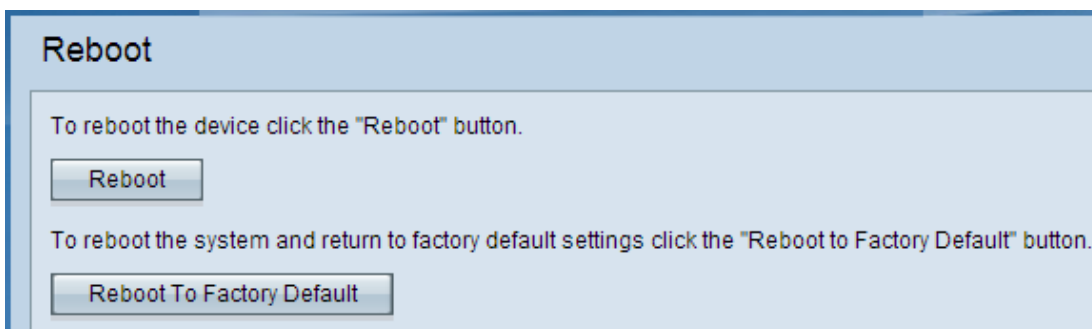 Reboot
To reboot the device click the "Reboot" button.
Reboot
To reboot the system and return to factory default settings click the "Reboot to Factory Default" button.
Reboot To Factory Default